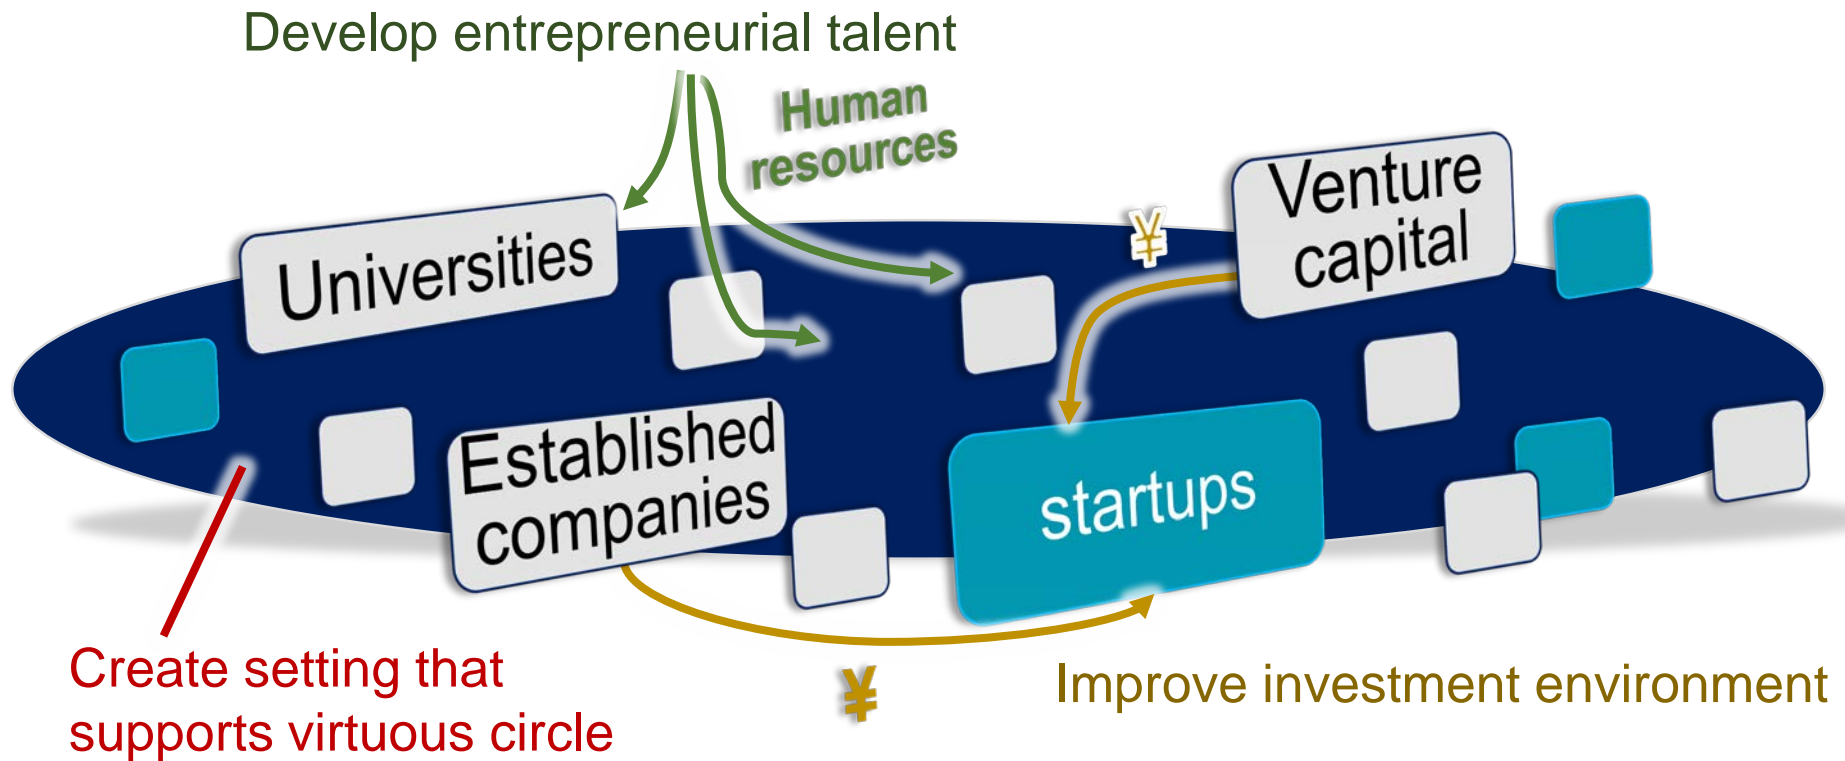 Develop entrepreneurial talent
Human
resources
Universities
Venture
capital
¥
Established
companies
startups
Create setting that
supports virtuous circle
¥
Improve investment environment